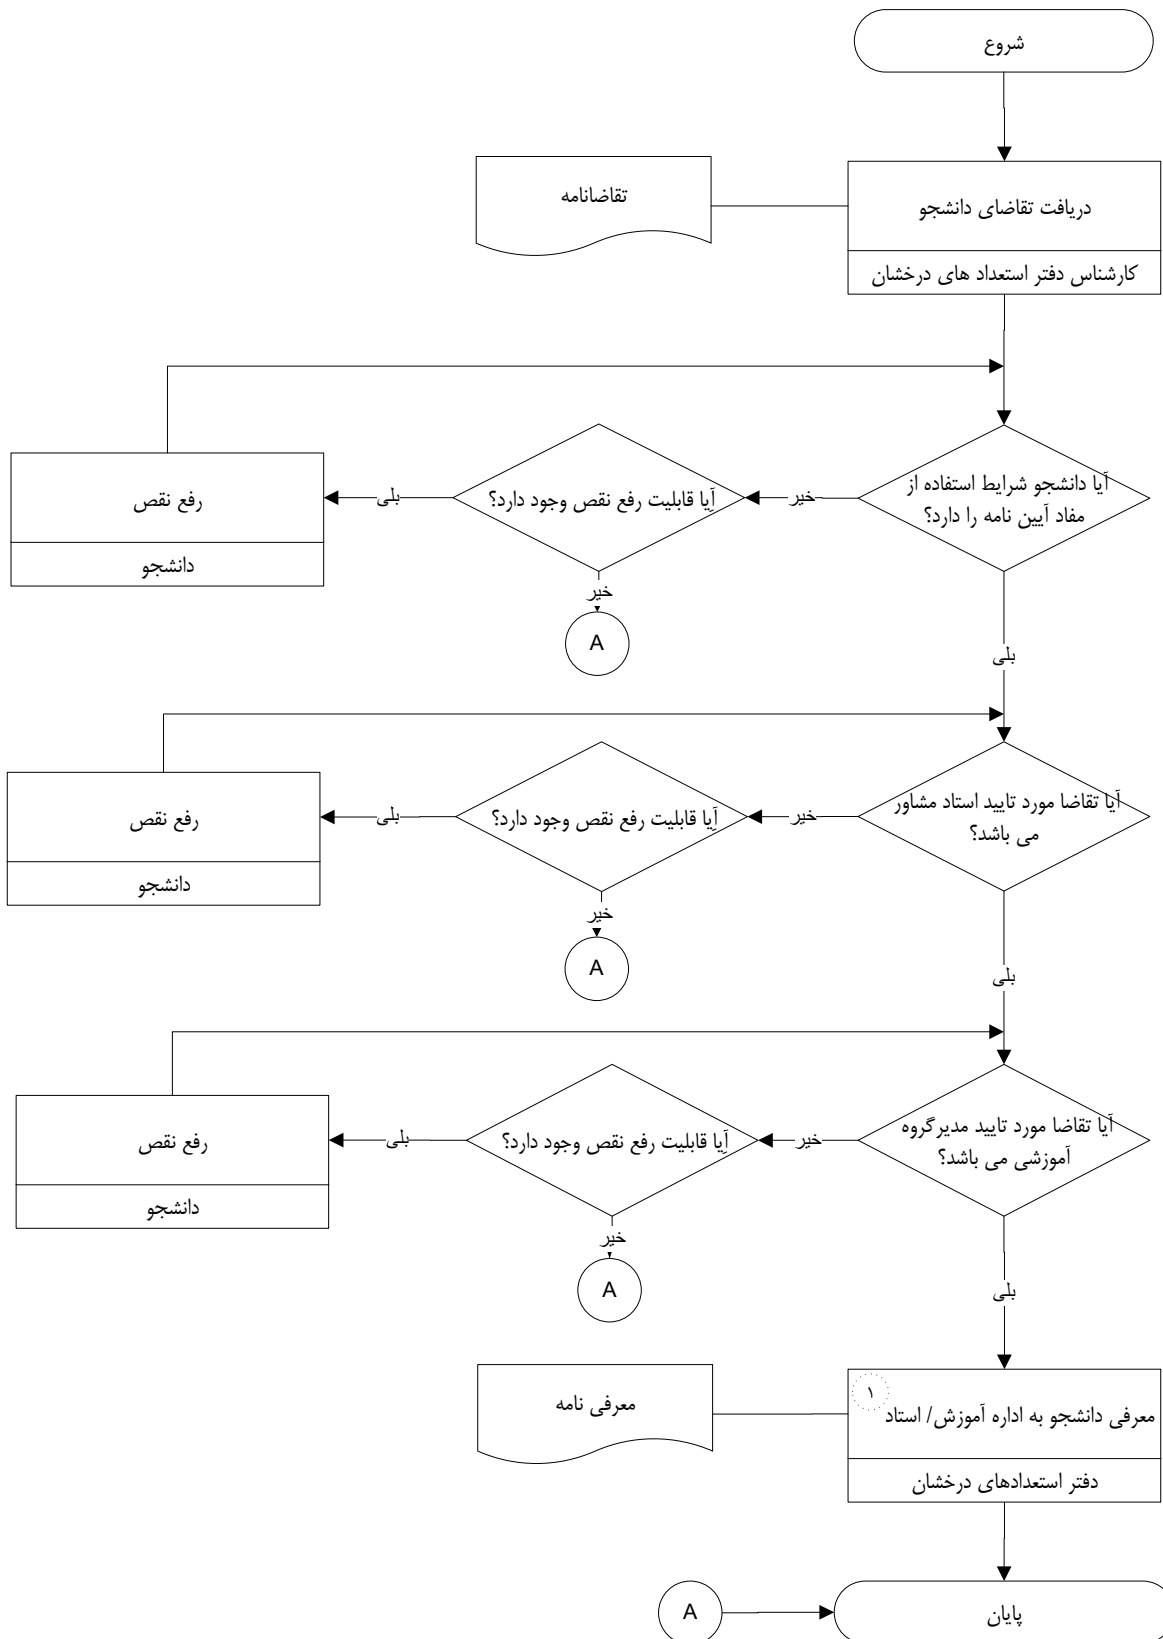 شروع
دریافت تقاضای دانشجو
کارشناس دفتر استعداد های درخشان
تقاضانامه
آیا دانشجو شرایط استفاده از
مفاد آیین نامه را دارد؟
خیر
آِیا قابلیت رفع نقص وجود دارد؟
بلی
رفع نقص
دانشجو
خیر
A
بلی
آیا تقاضا مورد تایید استاد مشاور
می باشد؟
خیر
آِیا قابلیت رفع نقص وجود دارد؟
بلی
رفع نقص
دانشجو
خیر
A
بلی
آیا تقاضا مورد تایید مدیرگروه
آموزشی می باشد؟
خیر
آِیا قابلیت رفع نقص وجود دارد؟
بلی
رفع نقص
دانشجو
خیر
A
بلی
۱
معرفی دانشجو به اداره آموزش/ استاد
دفتر استعدادهای درخشان
معرفی نامه
پایان
A